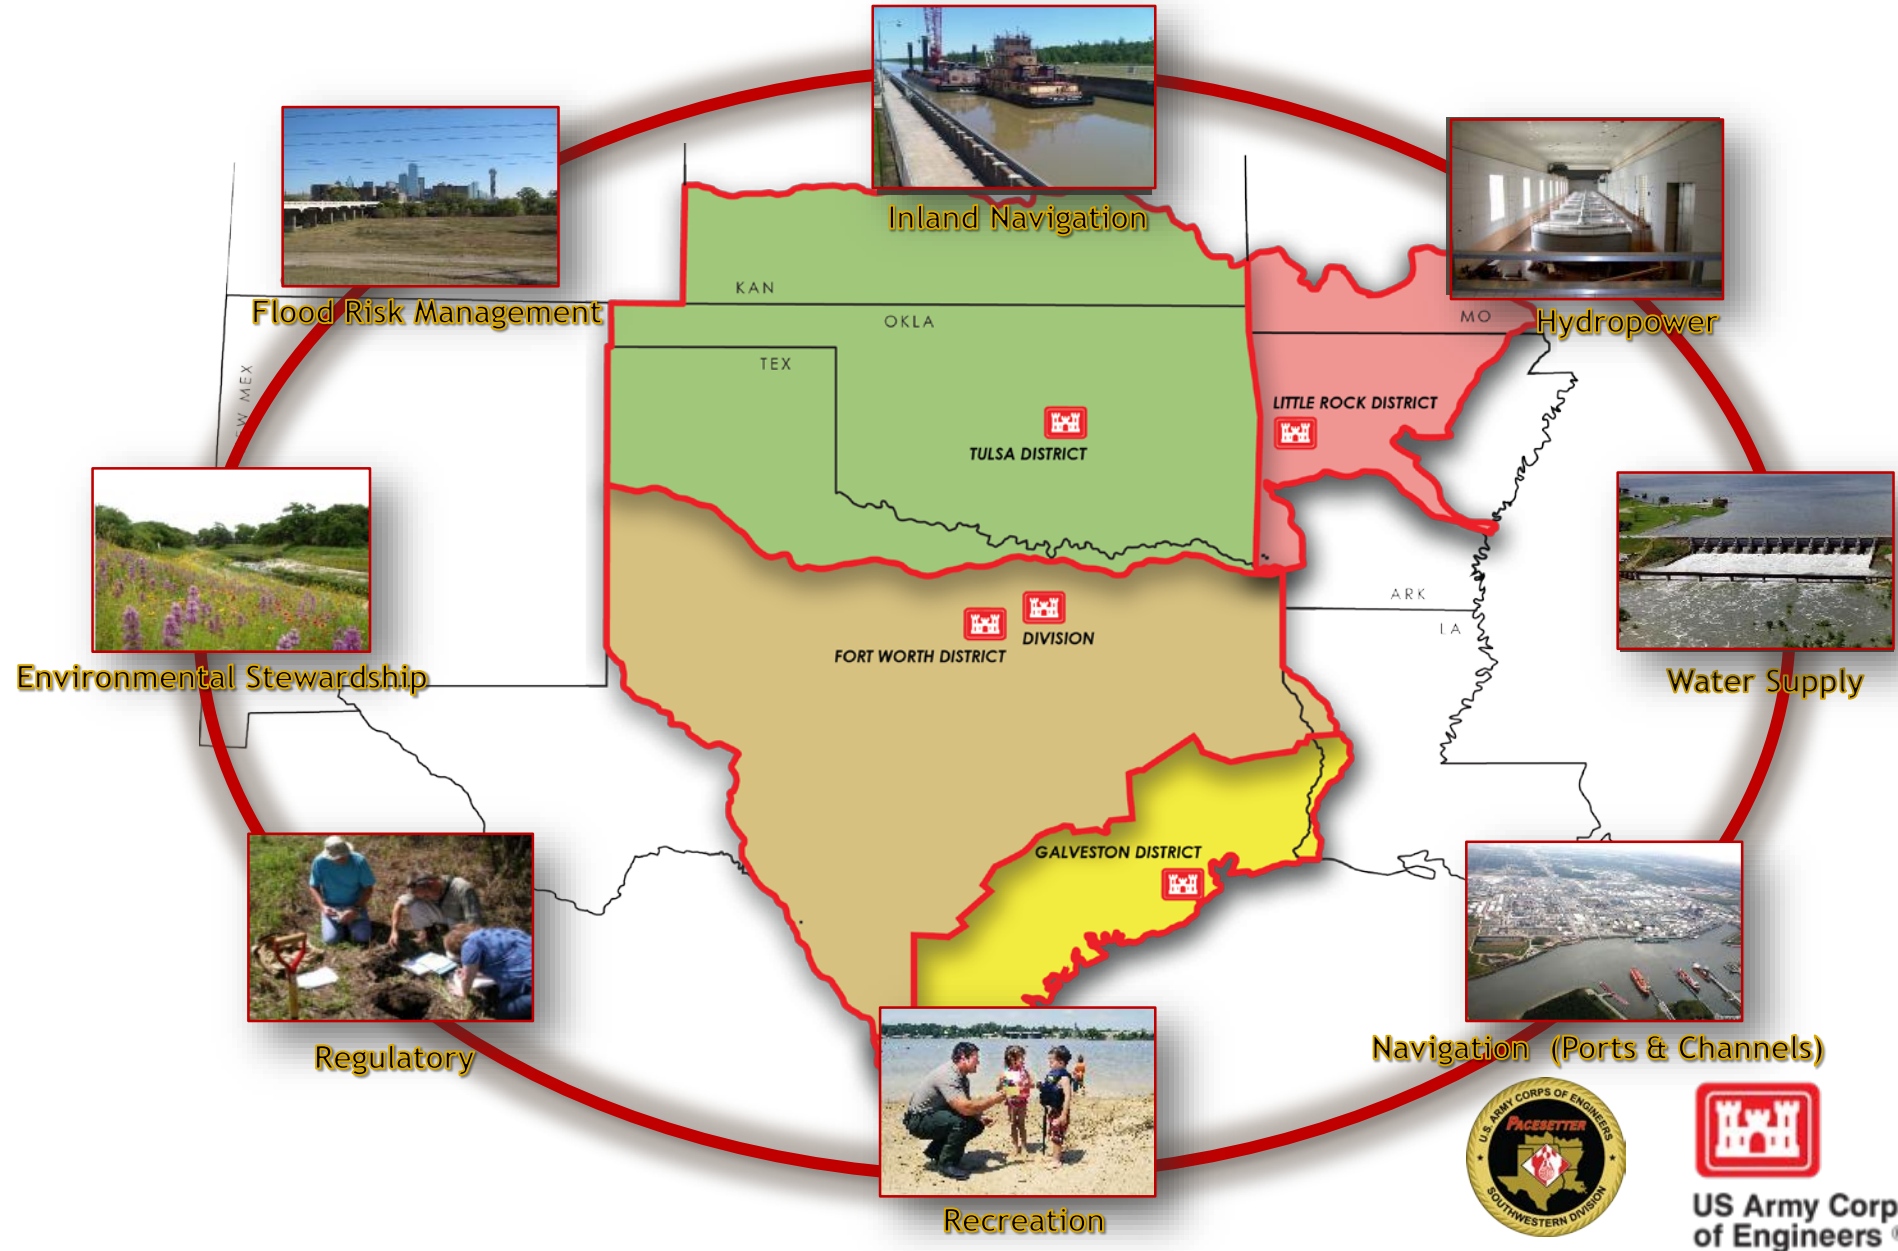 Inland Navigation
Flood Risk Management
Hydropower
KAN
OKLA
MO
TEX
EW MEX
LITTLE ROCK DISTRICT
TULSA DISTRICT
ARK
LA
DIVISION
FORT WORTH DISTRICT
Environmental Stewardship
Water Supply
GALVESTON DISTRICT
Regulatory
Navigation (Ports & Channels)
Recreation
U.S. ARMY CORPS OF ENGINEERS
PACESETTER
SOUTHWESTERN DIVISION
US Army Corp
of Engineers